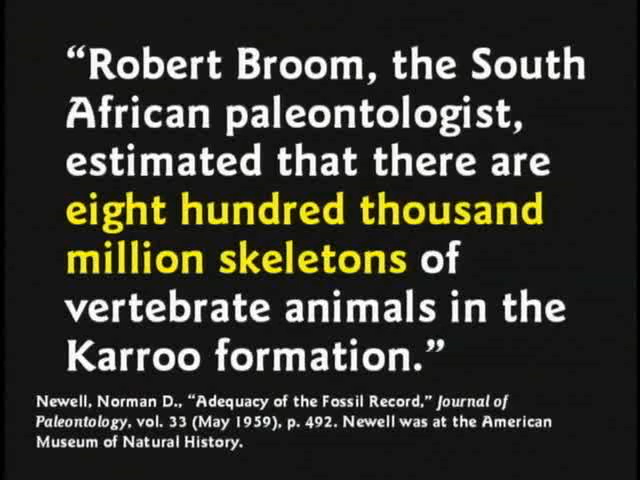 “Robert Broom, the South
African paleontologist,
estimated that there are
eight hundred thousand
million skeletons of
vertebrate animals in the
Karroo formation.”
Newell, Norman D., “Adequacy of the Fossil Record,” Journal of
Paleontology, vol. 33 (May 1959), p. 492. Newell was at the American
Museum of Natural History.